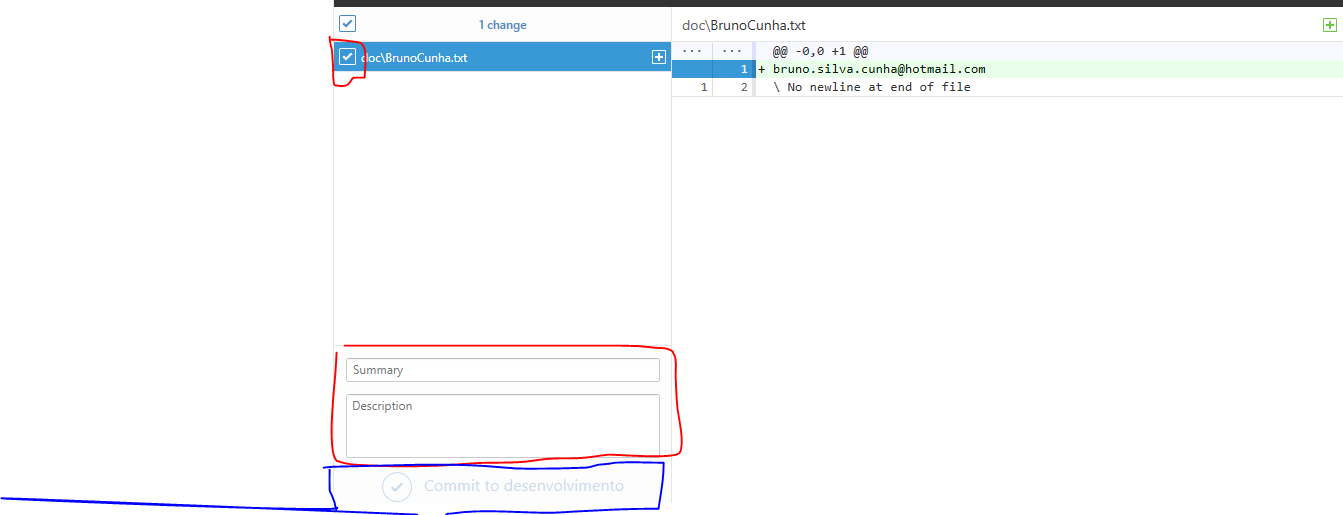 1 change
doc\BrunoCunha.txt
Summary
Description
Commit to desenvolvimento
doc\BrunoCunha.txt
... ... @@ -0,0 +1 @@
1 + bruno.silva.cunha@hotmail.com
1 2 \ No newline at end of file